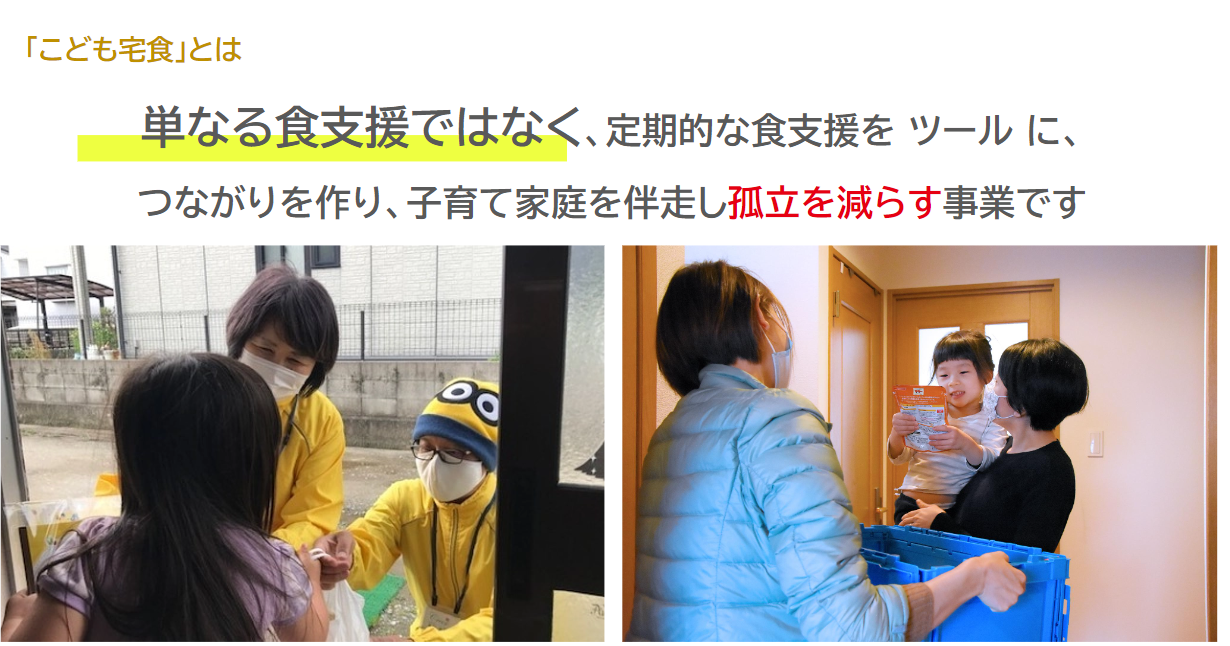 「こども宅食」とは
単なる食支援ではなく、定期的な食支援を ツール に、
つながりを作り、子育て家庭を伴走し孤立を減らす事業です